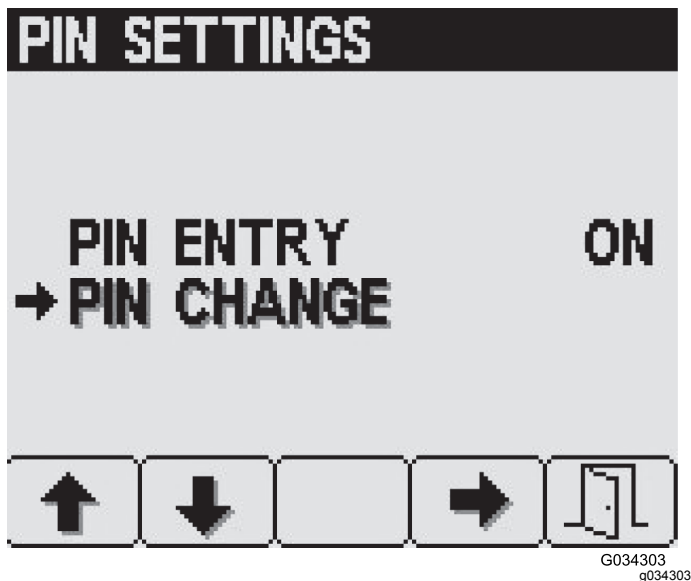 PIN SETTINGS
PIN ENTRY ON
PIN CHANGE
G034303
g034303